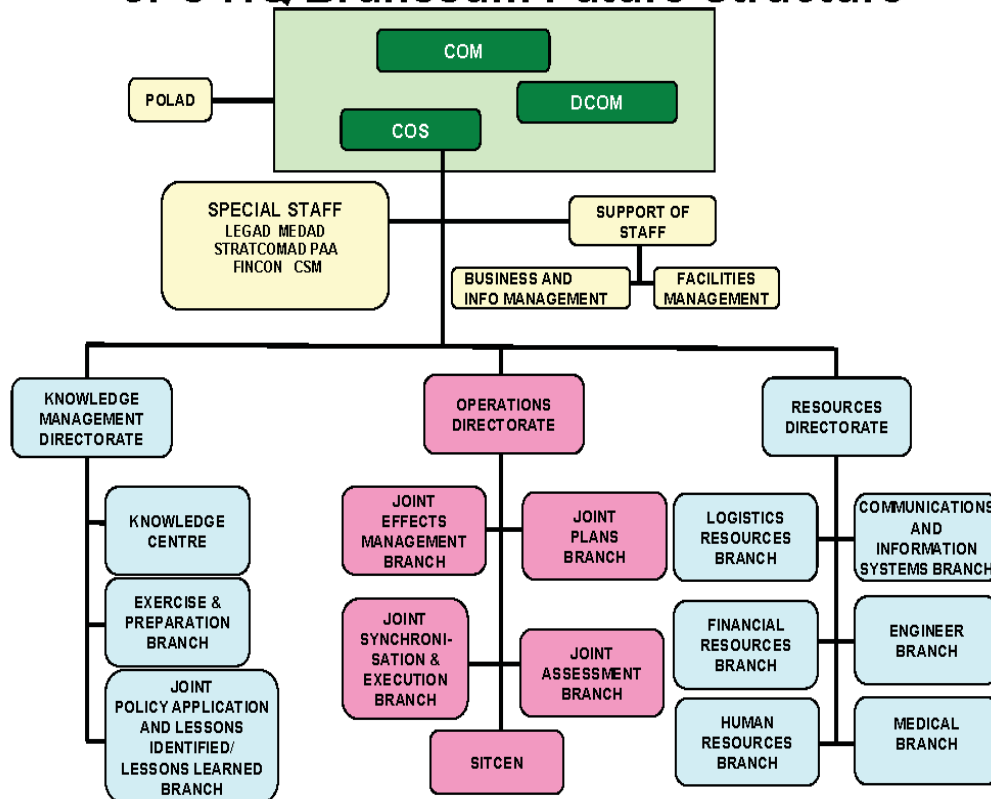 COM
DCOM
COS
POLAD
SPECIAL STAFF
LEGAD MEDAD
STRATCOMAD PAA
FINCON CSM
SUPPORT OF
STAFF
BUSINESS AND
INFO MANAGEMENT
FACILITIES
MANAGEMENT
KNOWLEDGE
MANAGEMENT
DIRECTORATE
OPERATIONS
DIRECTORATE
RESOURCES
DIRECTORATE
KNOWLEDGE
CENTRE
EXERCISE &
PREPARATION
BRANCH
JOINT
POLICY APPLICATION
AND LESSONS
IDENTIFIED/
LESSONS LEARNED
BRANCH
JOINT
EFFECTS
MANAGEMENT
BRANCH
JOINT
PLANS
BRANCH
JOINT
SYNCHRONI-
SATION &
EXECUTION
BRANCH
JOINT
ASSESSMENT
BRANCH
SITCEN
LOGISTICS
RESOURCES
BRANCH
COMMUNICATIONS
AND
INFORMATION
SYSTEMS BRANCH
FINANCIAL
RESOURCES
BRANCH
ENGINEER
BRANCH
HUMAN
RESOURCES
BRANCH
MEDICAL
BRANCH